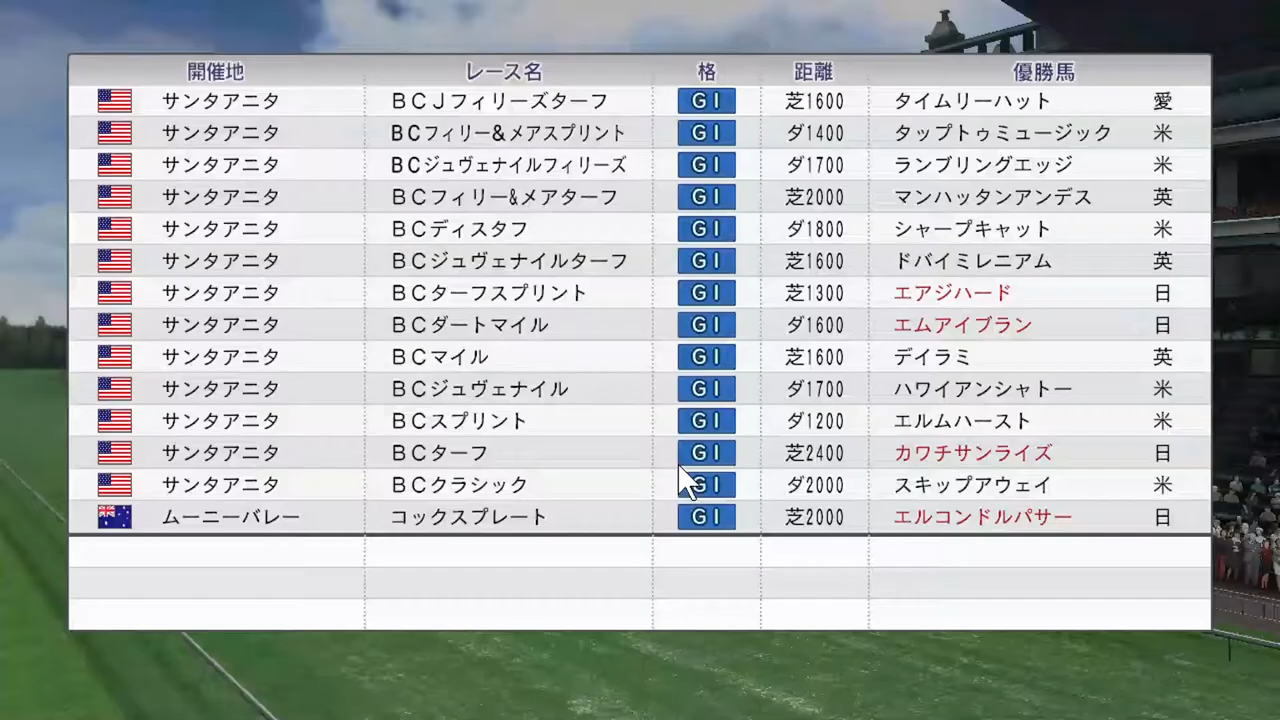 開催地 レース名 格 距離 優勝馬
サンタアニタ BCJフィリーズターフ GI 芝1600 タイムリーハット 愛
サンタアニタ BCフィリー&メアスプリント GI ダ1400 タップトゥミュージック 米
サンタアニタ BCジュヴェナイルフィリーズ GI ダ1700 ランブリングエッジ 米
サンタアニタ BCフィリー&メアターフ GI 芝2000 マンハッタンアンデス 英
サンタアニタ BCディスタフ GI ダ1800 シャープキャット 米
サンタアニタ BCジュヴェナイルターフ GI 芝1600 ドバイミレニアム 英
サンタアニタ BCターフスプリント GI 芝1300 エアジハード 日
サンタアニタ BCダートマイル GI ダ1600 エムアイブラン 日
サンタアニタ BCマイル GI 芝1600 デイラミ 英
サンタアニタ BCジュヴェナイル GI ダ1700 ハワイアンシャトー 米
サンタアニタ BCスプリント GI ダ1200 エルムハースト 米
サンタアニタ BCターフ GI 芝2400 カワチサンライズ 日
サンタアニタ BCクラシック GI ダ2000 スキップアウェイ 米
ムーニーバレー コックスプレート GI 芝2000 エルコンドルパサー 日